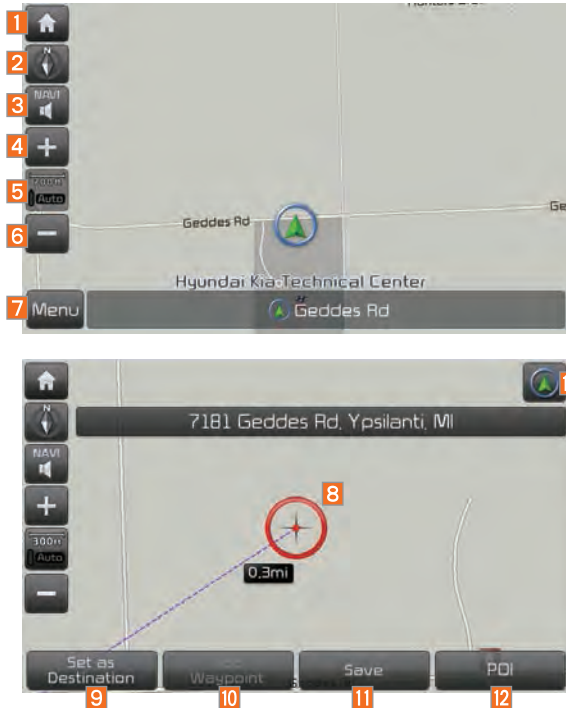 1
N
2
NAVI
3
4
Auto
5
6
Geddes Rd
Ge
Hyundai Kia Technical Center
7
Menu
Geddes Rd
N
7181 Geddes Rd, Ypsilanti, MI
NAVI
8
300ft
Auto
0.3mi
Set as
Destination
Waypoint
Save
POI
9
10
11
12